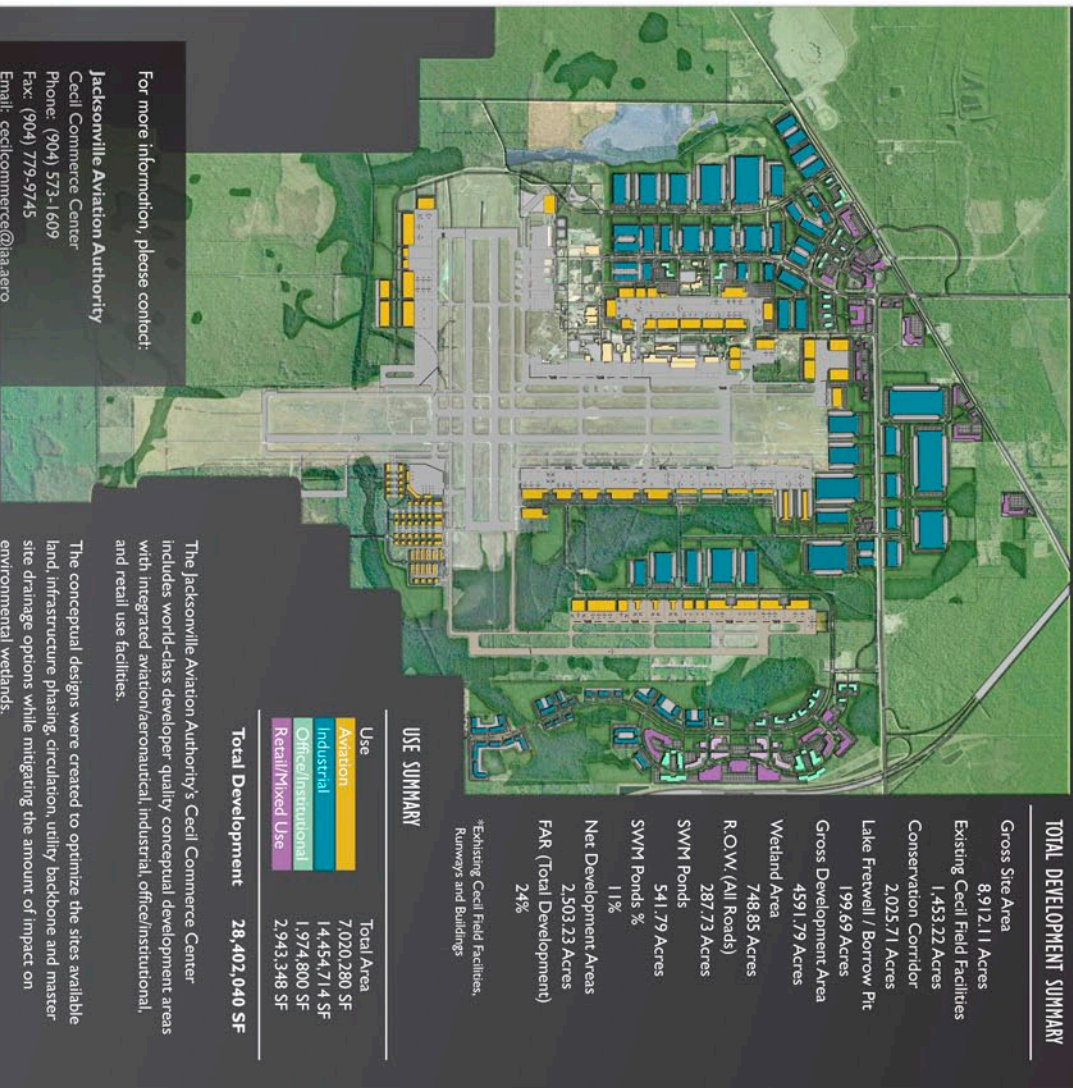 TOTAL DEVELOPMENT SUMMARY
Gross Site Area
8,912.11 Acres
Existing Cecil Field Facilities
1,453.22 Acres
Conservation Corridor
2,025.71 Acres
Lake Fretwell / Borrow Pit
199.69 Acres
Gross Development Area
4591.79 Acres
Wetland Area
748.85 Acres
R.O.W. (All Roads)
287.73 Acres
SWM Ponds
541.79 Acres
SWM Ponds %
11%
Net Development Areas
2,503.23 Acres
FAR (Total Development)
24%
*Exhisting Cecil Field Facilities,
Runways and Buildings
USE SUMMARY
Use Total Area
Aviation 7,020,280 SF
Industrial 14,454,714 SF
Office/Institutional 1,974,800 SF
Retail/Mixed Use 2,943,348 SF
Total Development 28,402,040 SF
The Jacksonville Aviation Authority's Cecil Commerce Center
includes world-class developer quality conceptual development areas
with integrated aviation/aeronautical, industrial, office/institutional,
and retail use facilities.
The conceptual designs were created to optimize the sites available
land, infrastructure phasing, circulation, utility backbone and master
site drainage options while mitigating the amount of impact on
environmental wetlands.
For more information, please contact:
Jacksonville Aviation Authority
Cecil Commerce Center
Phone: (904) 573-1609
Fax: (904) 779-9745
Email: cecilcommerce@jaa.aero